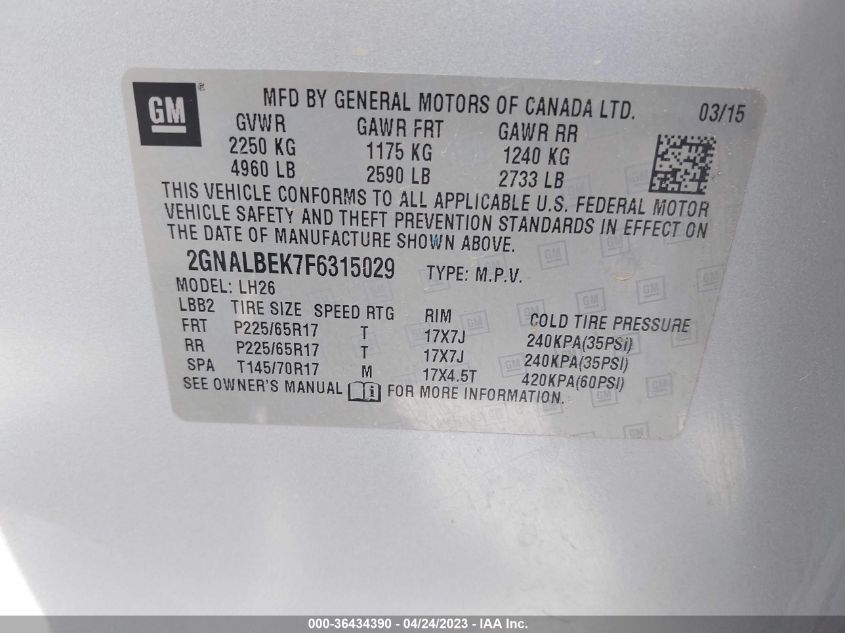 GM
MFD BY GENERAL MOTORS OF CANADA LTD. 03/15
GVWR GAWR FRT GAWR RR
2250 KG 1175 KG 1240 KG
4960 LB 2590 LB 2733 LB
THIS VEHICLE CONFORMS TO ALL APPLICABLE U.S. FEDERAL MOTOR
VEHICLE SAFETY AND THEFT PREVENTION STANDARDS IN EFFECT ON
THE DATE OF MANUFACTURE SHOWN ABOVE.
2GNALBEK7F6315029 TYPE: M.P.V.
MODEL: LH26
LBB2 TIRE SIZE SPEED RTG RIM COLD TIRE PRESSURE
FRT P225/65R17 T 17X7J 240KPA(35PSI)
RR P225/65R17 T 17X7J 240KPA(35PSI)
SPA T145/70R17 M 17X4.5T 420KPA(60PSI)
SEE OWNER'S MANUAL FOR MORE INFORMATION.
000-36434390 - 04/24/2023 - IAA Inc.